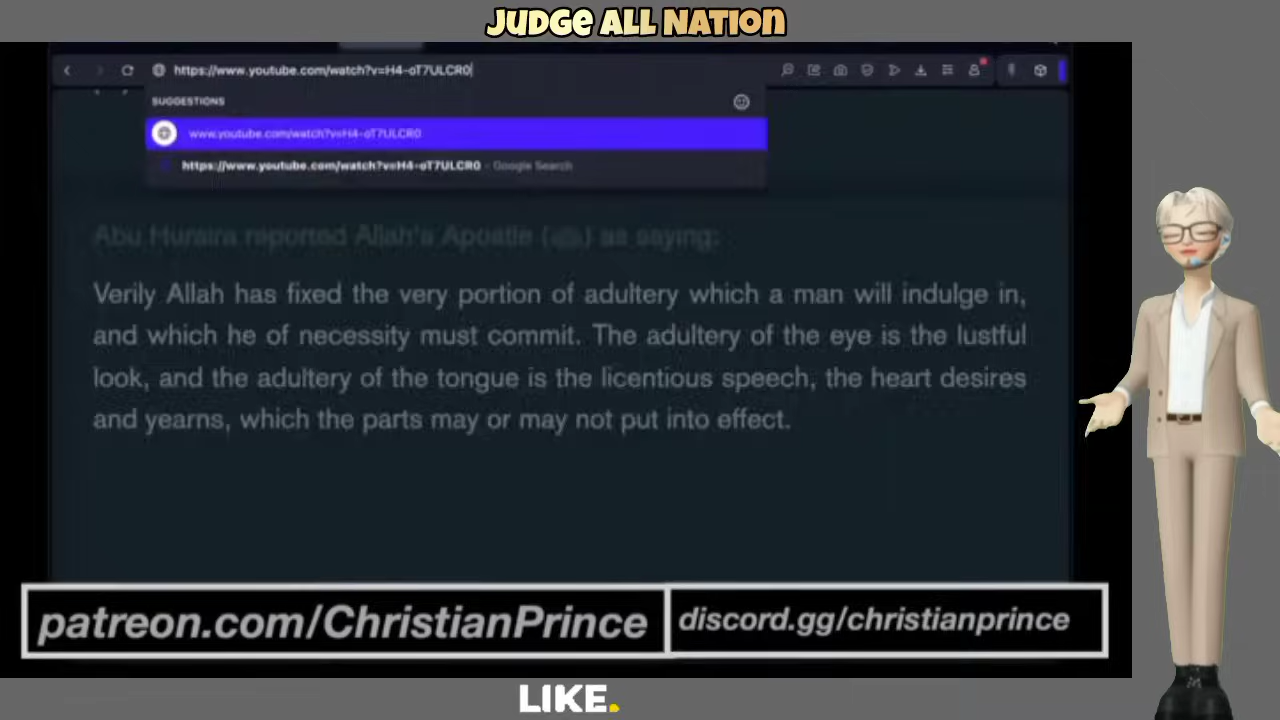 JUDGE ALL NATION
https://www.youtube.com/watch?v=H4-oT7ULCR0
SUGGESTIONS
www.youtube.com/watch?v=H4-oT7ULCR0
https://www.youtube.com/watch?v=H4-oT7ULCR0 - Google Search
Abu Huraira reported Allah's Apostle (ﷺ) as saying:
Verily Allah has fixed the very portion of adultery which a man will indulge in,
and which he of necessity must commit. The adultery of the eye is the lustful
look, and the adultery of the tongue is the licentious speech, the heart desires
and yearns, which the parts may or may not put into effect.
patreon.com/ChristianPrince
discord.gg/christianprince
LIKE.